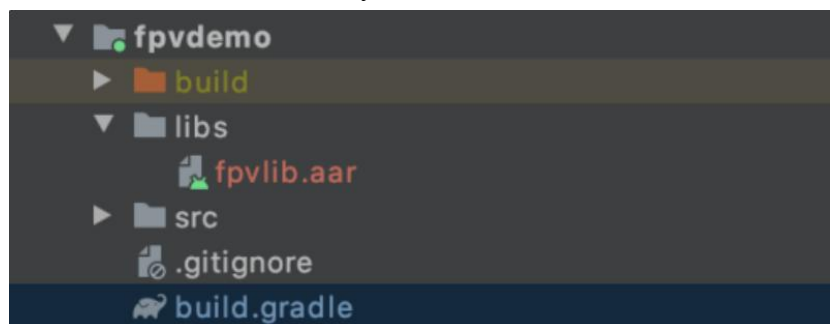 fpvdemo
build
libs
fpvlib.aar
src
.gitignore
build.gradle